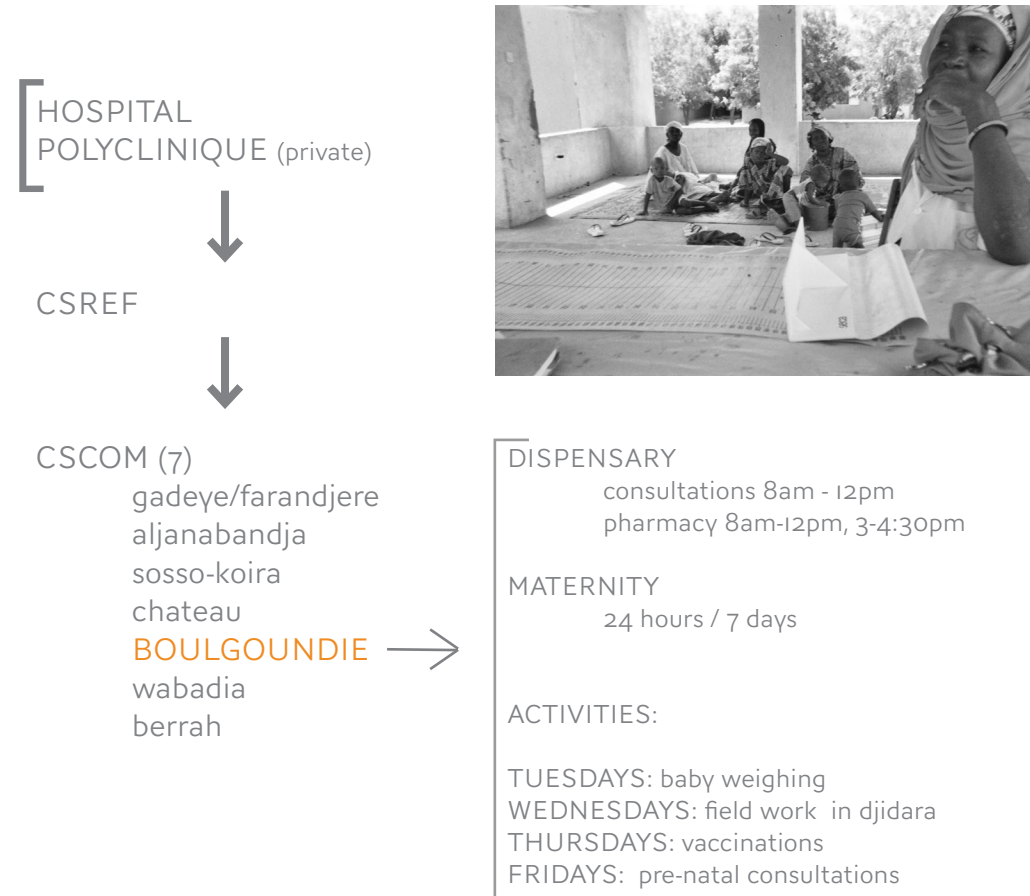 HOSPITAL
POLYCLINIQUE (private)
CSREF
CSCOM (7)
gadeye/farandjere
aljanabandja
sosso-koira
chateau
BOULGOUNDIE
wabadia
berrah
DISPENSARY
consultations 8am - 12pm
pharmacy 8am-12pm, 3-4:30pm
MATERNITY
24 hours / 7 days
ACTIVITIES:
TUESDAYS: baby weighing
WEDNESDAYS: field work in djidara
THURSDAYS: vaccinations
FRIDAYS: pre-natal consultations